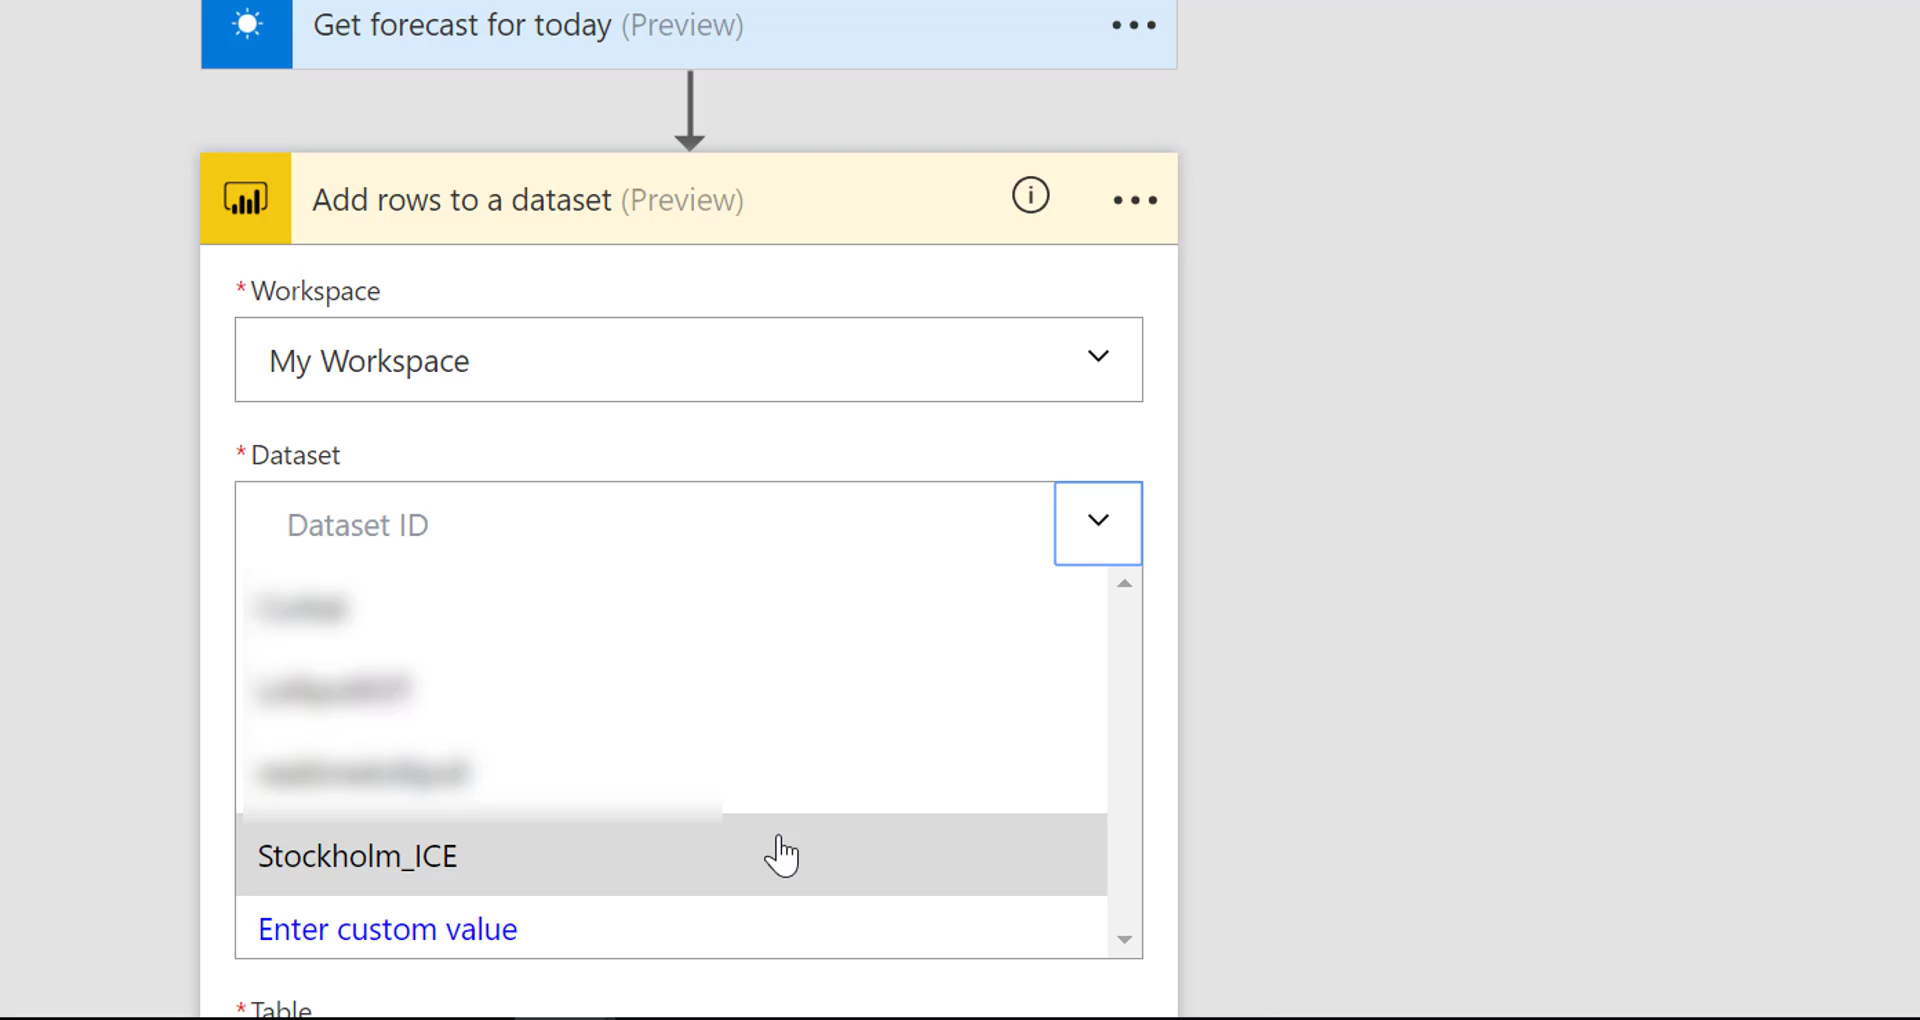 Get forecast for today (Preview)
Add rows to a dataset (Preview)
* Workspace
My Workspace
* Dataset
Dataset ID
Stockholm_ICE
Enter custom value
* Table